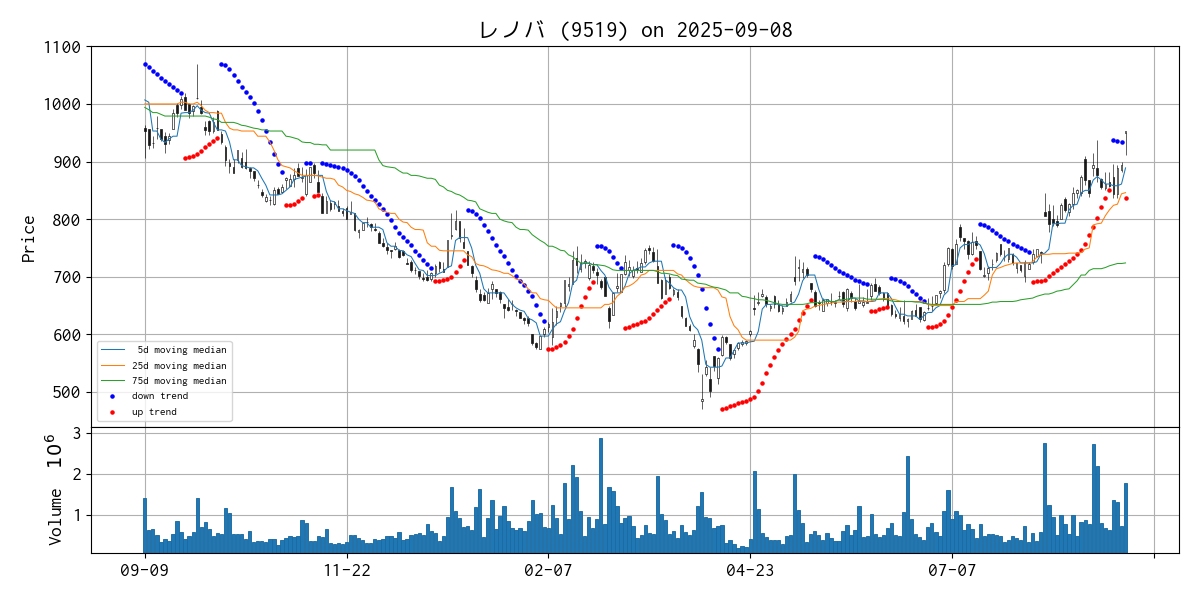 レノバ (9519) on 2025-09-08
1100
1000
900
800
700
600
500
Price
5d moving median
25d moving median
75d moving median
down trend
up trend
3
2
1
Volume 10^6
09-09
11-22
02-07
04-23
07-07